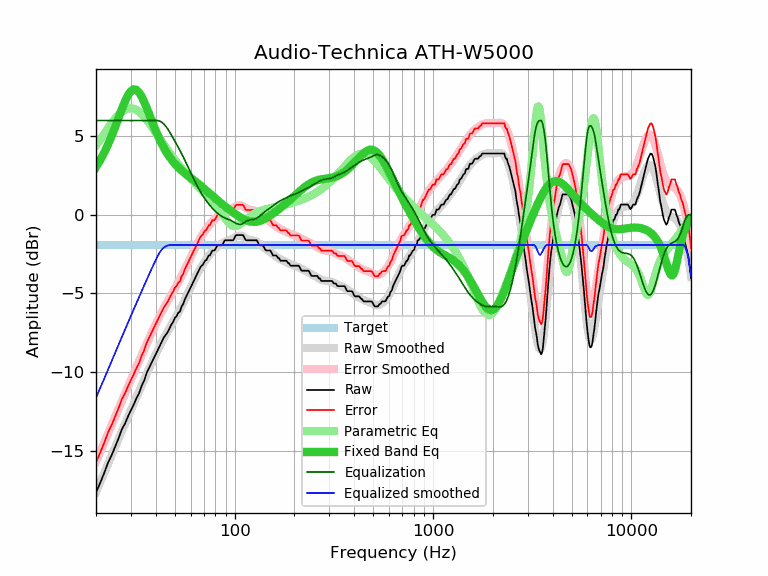 Audio-Technica ATH-W5000
Amplitude (dBr)
5
0
−5
−10
−15
Target
Raw Smoothed
Error Smoothed
Raw
Error
Parametric Eq
Fixed Band Eq
Equalization
Equalized smoothed
100
1000
10000
Frequency (Hz)